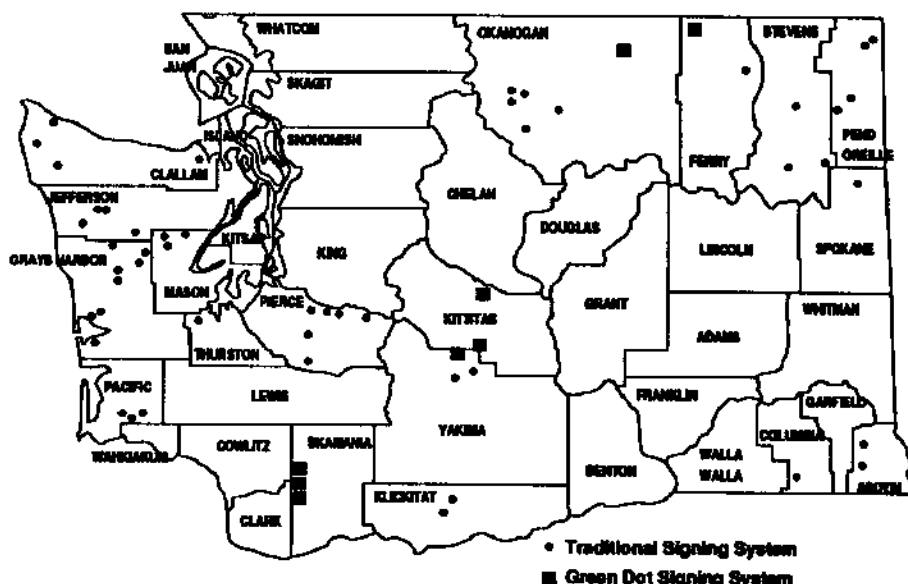 WHATCOM
OKANOGAN
STEVENS
SAN
JUAN
SKAGIT
ISLAND
SNOHOMISH
PEND
OREILLE
FERRY
CLALLAM
CHELAN
JEFFERSON
DOUGLAS
KITSAP
KING
LINCOLN
SPOKANE
GRAYS HARBOR
MASON
PIERCE
KITTITAS
GRANT
WHITMAN
ADAMS
THURSTON
PACIFIC
LEWIS
FRANKLIN
GARFIELD
YAKIMA
COLUMBIA
WAHKIAKUM
COWLITZ
SKAMANIA
BENTON
WALLA
WALLA
ASOTIN
KLICKITAT
CLARK
Traditional Signing System
Green Dot Signing System